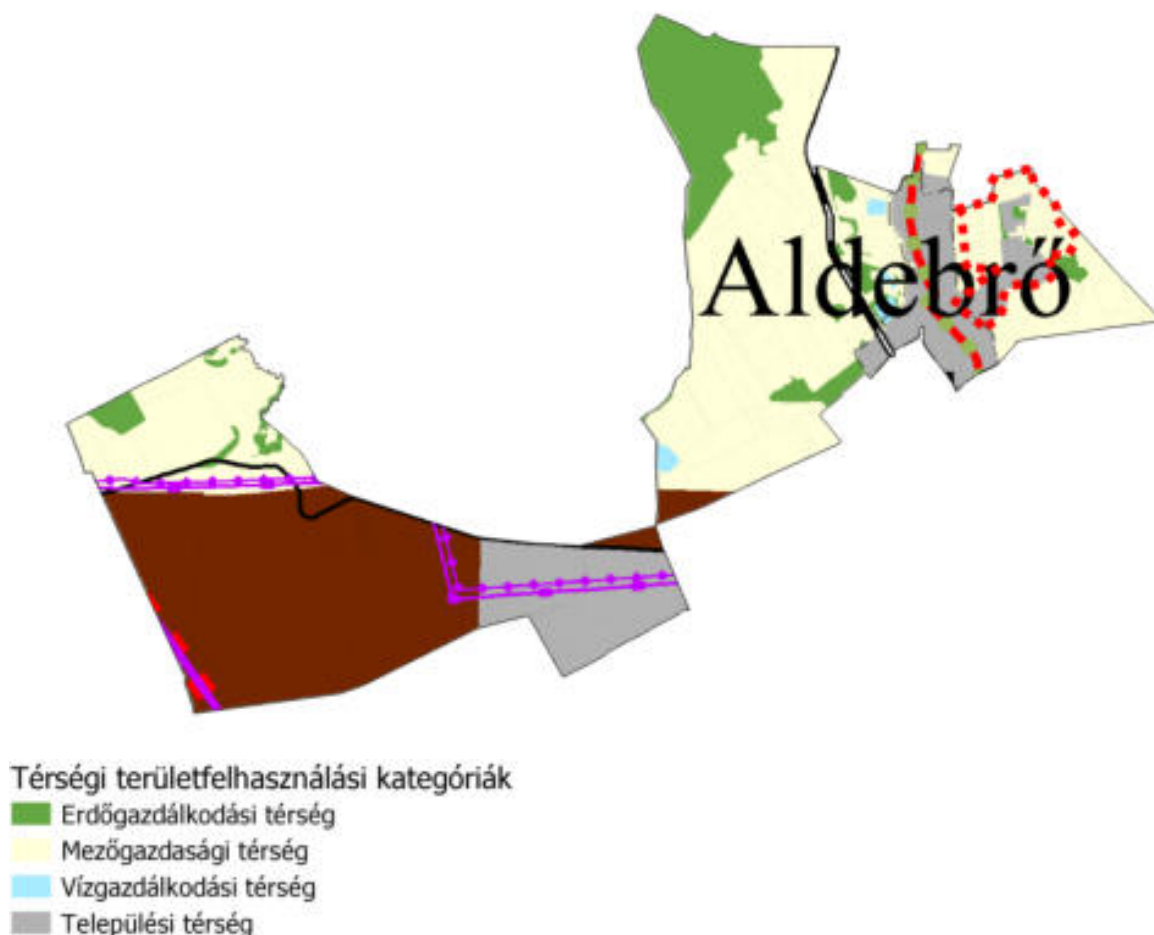 Aldebrő
Térségi területfelhasználási kategóriák
Erdőgazdálkodási térség
Mezőgazdasági térség
Vízgazdálkodási térség
Települési térség